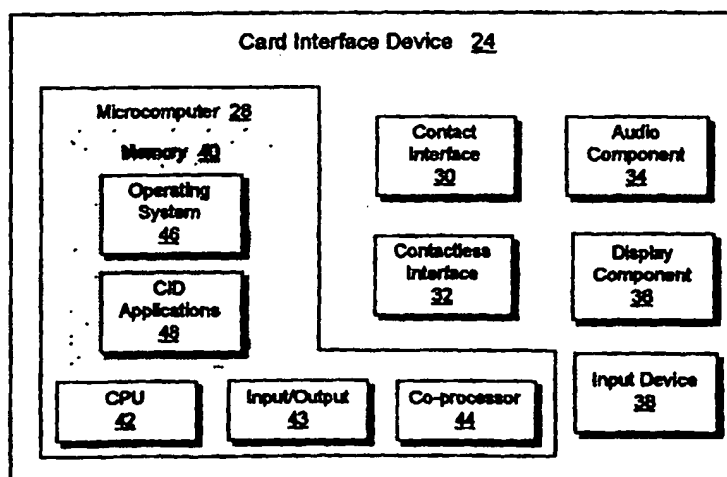 Card Interface Device 24
Microcomputer 28
Memory 40
Operating
System
46
CID
Applications
48
CPU
42
Input/Output
43
Co-processor
44
Contact
Interface
30
Audio
Component
34
Contactless
Interface
32
Display
Component
36
Input Device
38